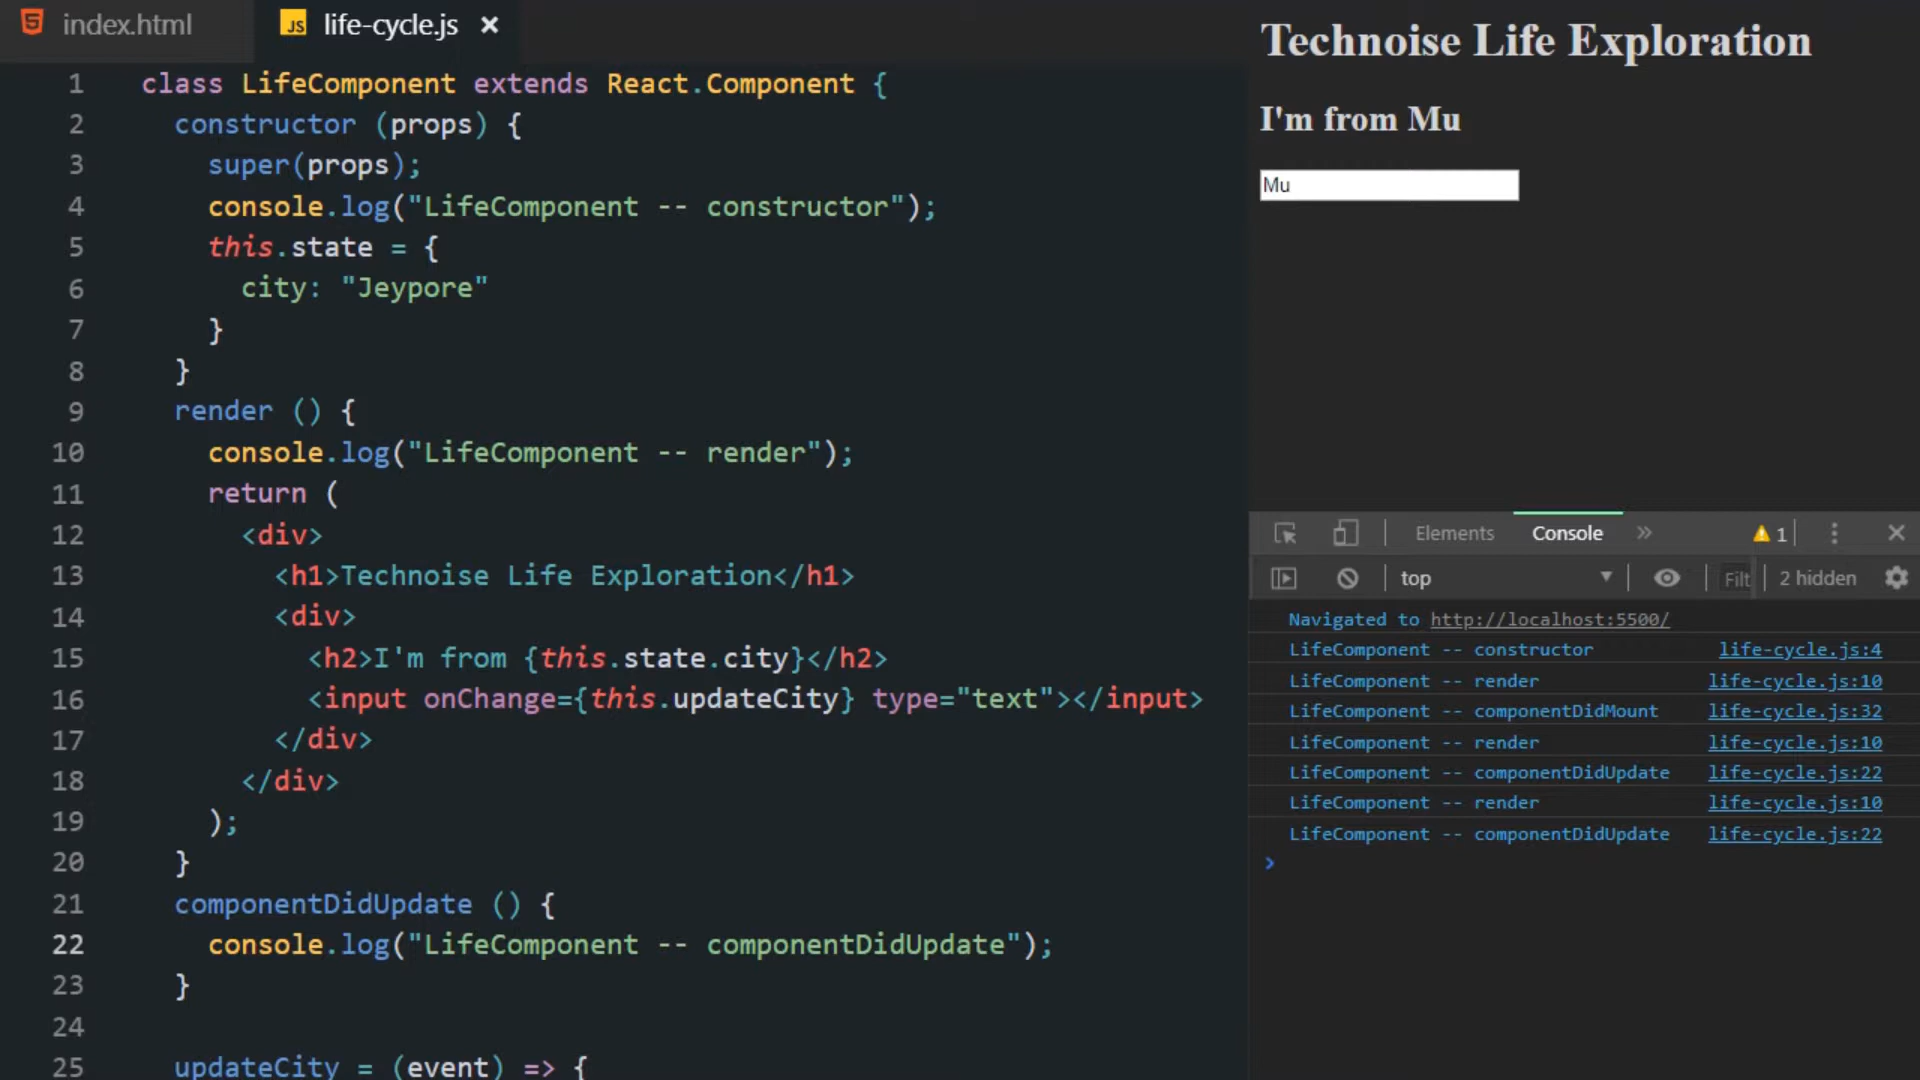 index.html
JS life-cycle.js ×
1 class LifeComponent extends React.Component {
2 constructor (props) {
3 super(props);
4 console.log("LifeComponent -- constructor");
5 this.state = {
6 city: "Jeypore"
7 }
8 }
9 render () {
10 console.log("LifeComponent -- render");
11 return (
12 <div>
13 <h1>Technoise Life Exploration</h1>
14 <div>
15 <h2>I'm from {this.state.city}</h2>
16 <input onChange={this.updateCity} type="text"></input>
17 </div>
18 </div>
19 );
20 }
21 componentDidUpdate () {
22 console.log("LifeComponent -- componentDidUpdate");
23 }
24
25 updateCity = (event) => {
Technoise Life Exploration
I'm from Mu
Mu
Elements Console » 1
top Filt 2 hidden
Navigated to http://localhost:5500/
LifeComponent -- constructor life-cycle.js:4
LifeComponent -- render life-cycle.js:10
LifeComponent -- componentDidMount life-cycle.js:32
LifeComponent -- render life-cycle.js:10
LifeComponent -- componentDidUpdate life-cycle.js:22
LifeComponent -- render life-cycle.js:10
LifeComponent -- componentDidUpdate life-cycle.js:22